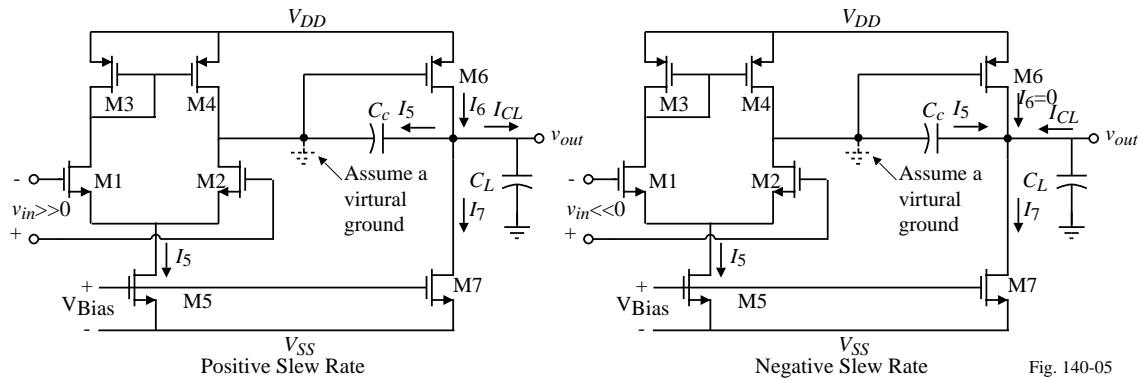 VDD
M3
M4
M6
Cc
I5
I6
ICL
vout
-
M1
M2
Assume a
virtural
ground
CL
vin>>0
+
I7
I5
+
VBias
-
M5
M7
VSS
Positive Slew Rate
VDD
M3
M4
M6
Cc
I5
I6=0
ICL
vout
-
M1
M2
Assume a
virtural
ground
CL
vin<<0
+
I7
I5
+
VBias
-
M5
M7
VSS
Negative Slew Rate
Fig. 140-05